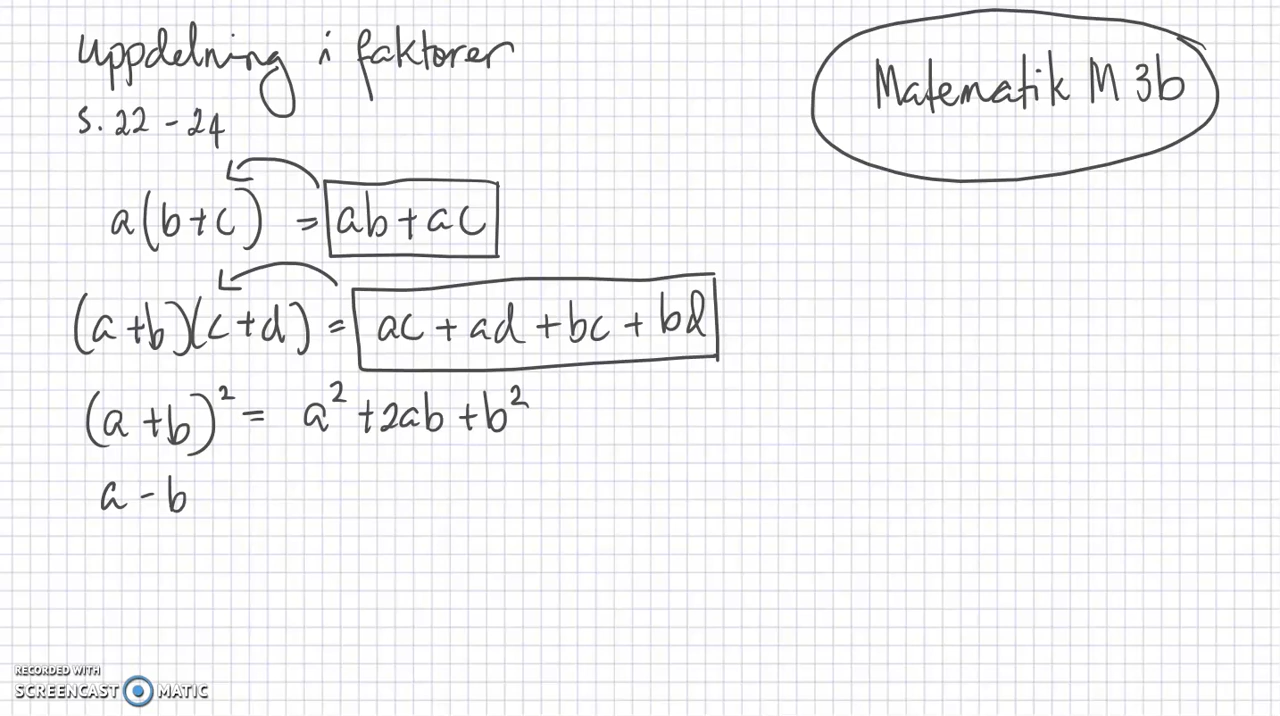 Uppdelning i faktorer
Matematik M 3b
s. 22 - 24
a(b+c) = ab + ac
(a+b)(c+d) = ac + ad + bc + bd
(a+b)² = a² + 2ab + b²
a - b
RECORDED WITH
SCREENCAST MATIC